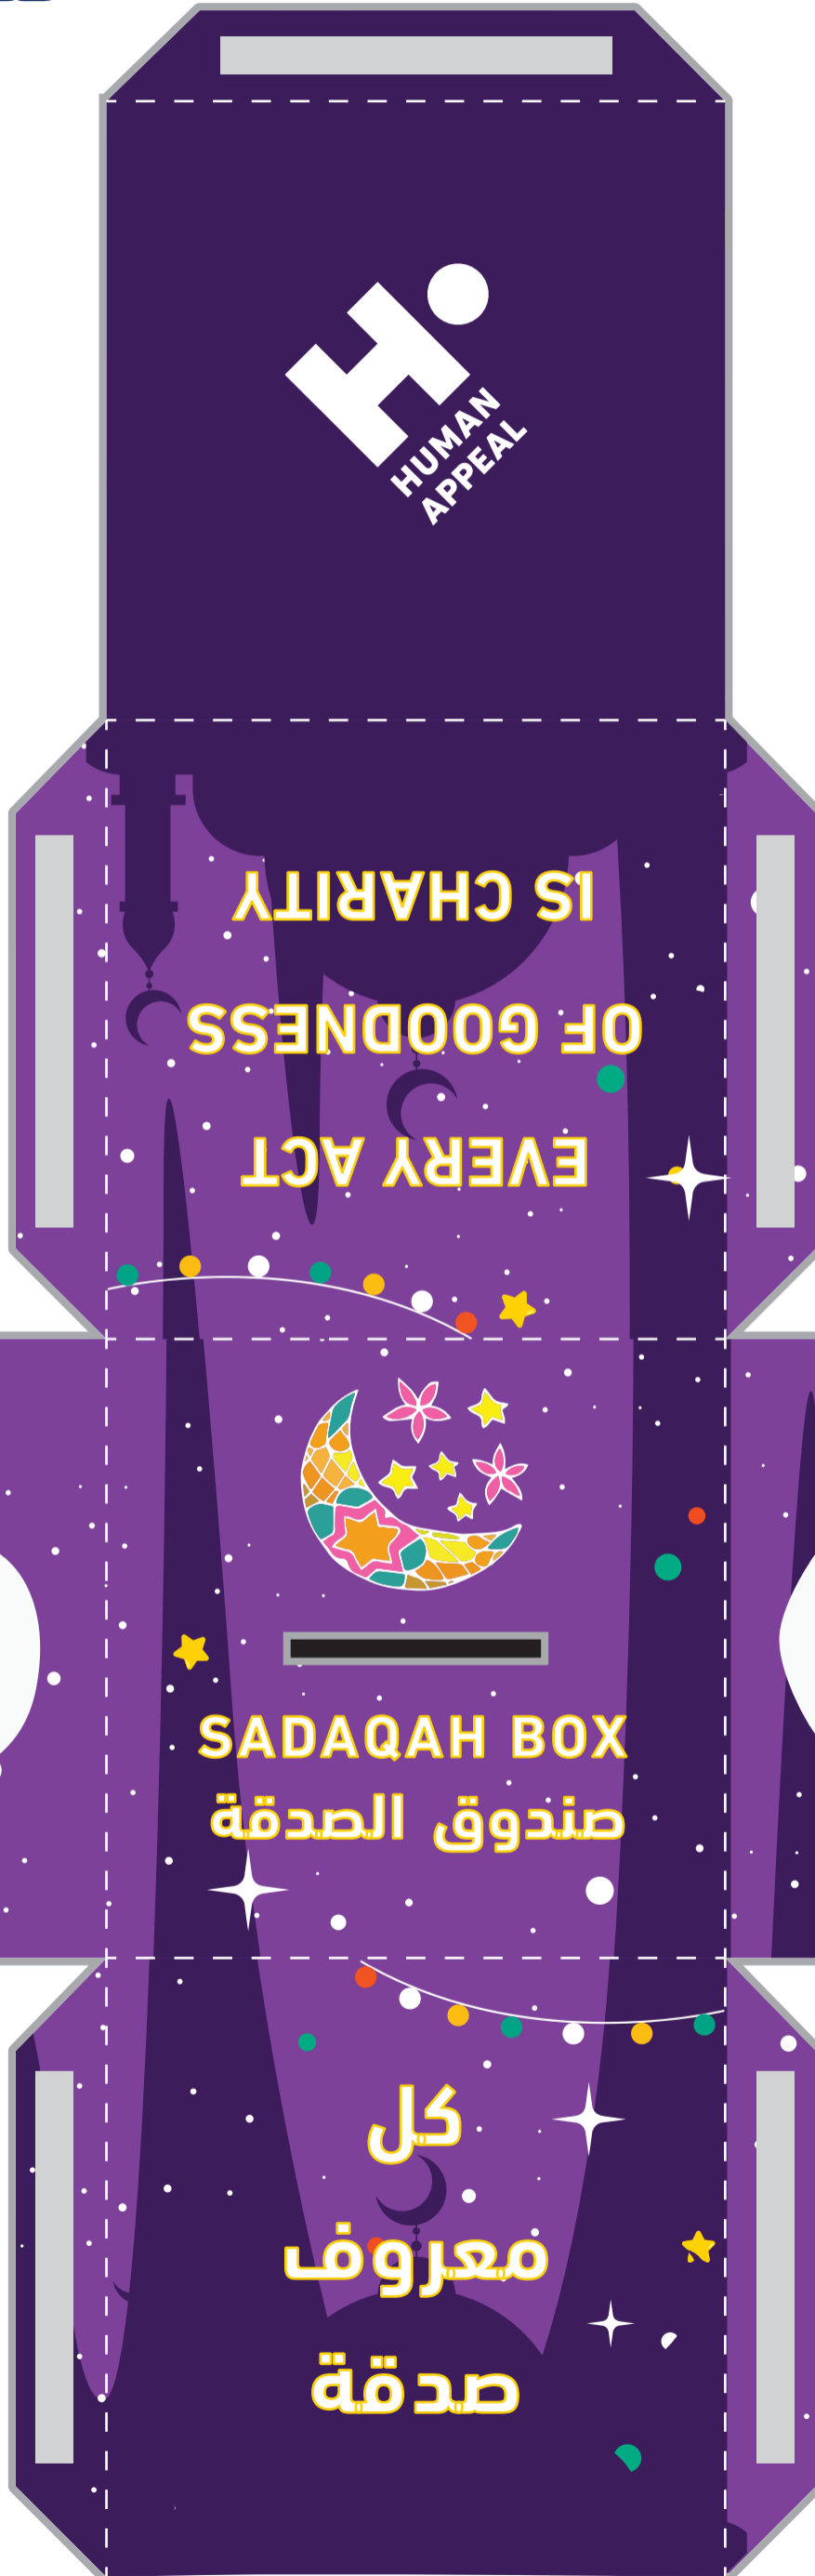 HUMAN
APPEAL
EVERY ACT
OF GOODNESS
IS CHARITY
SADAQAH BOX
صندوق الصدقة
كل
معروف
صدقة